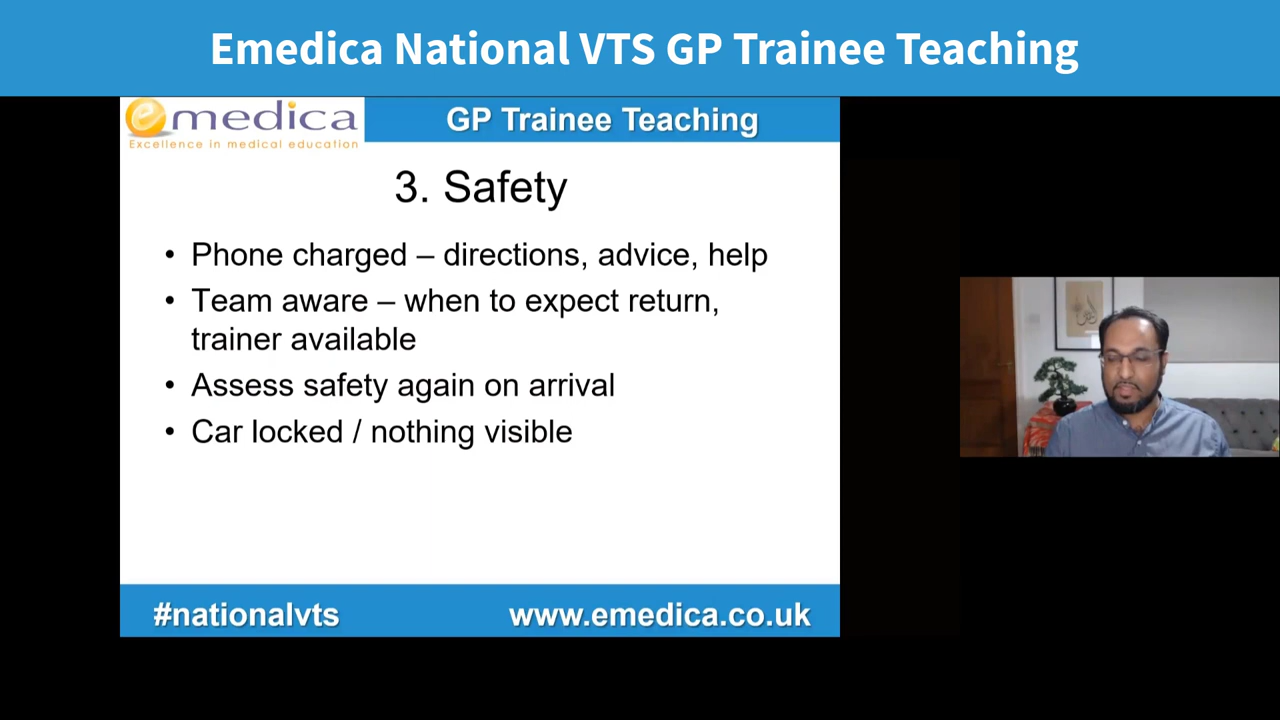 Emedica National VTS GP Trainee Teaching
emedica
Excellence in medical education
GP Trainee Teaching
3. Safety
• Phone charged – directions, advice, help
• Team aware – when to expect return,
trainer available
• Assess safety again on arrival
• Car locked / nothing visible
#nationalvts
www.emedica.co.uk